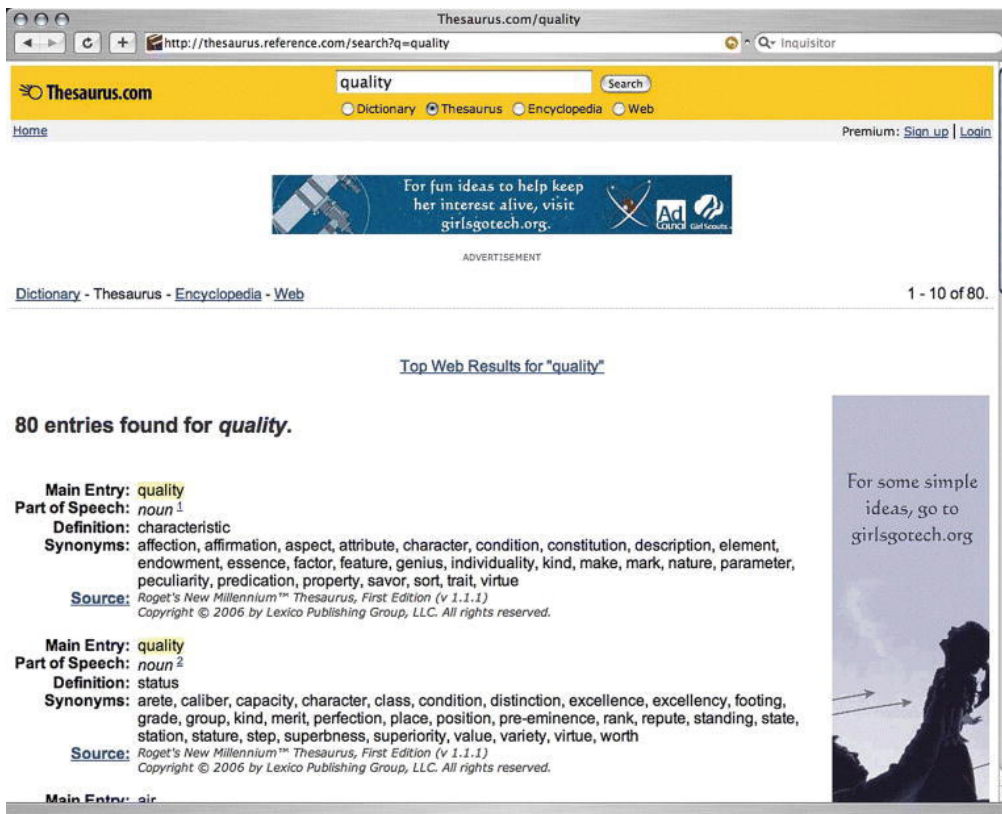 Thesaurus.com/quality
http://thesaurus.reference.com/search?q=quality
Inquisitor
Thesaurus.com
quality
Search
Dictionary Thesaurus Encyclopedia Web
Home
Premium: Sign up | Login
For fun ideas to help keep
her interest alive, visit
girlsgotech.org.
Ad
Council
Girl Scouts
ADVERTISEMENT
Dictionary - Thesaurus - Encyclopedia - Web
1 - 10 of 80.
Top Web Results for "quality"
80 entries found for quality.
Main Entry: quality
Part of Speech: noun 1
Definition: characteristic
Synonyms: affection, affirmation, aspect, attribute, character, condition, constitution, description, element,
endowment, essence, factor, feature, genius, individuality, kind, make, mark, nature, parameter,
peculiarity, predication, property, savor, sort, trait, virtue
Source: Roget's New Millennium™ Thesaurus, First Edition (v 1.1.1)
Copyright © 2006 by Lexico Publishing Group, LLC. All rights reserved.
Main Entry: quality
Part of Speech: noun 2
Definition: status
Synonyms: arete, caliber, capacity, character, class, condition, distinction, excellence, excellency, footing,
grade, group, kind, merit, perfection, place, position, pre-eminence, rank, repute, standing, state,
station, stature, step, superbness, superiority, value, variety, virtue, worth
Source: Roget's New Millennium™ Thesaurus, First Edition (v 1.1.1)
Copyright © 2006 by Lexico Publishing Group, LLC. All rights reserved.
Main Entry: air
For some simple
ideas, go to
girlsgotech.org